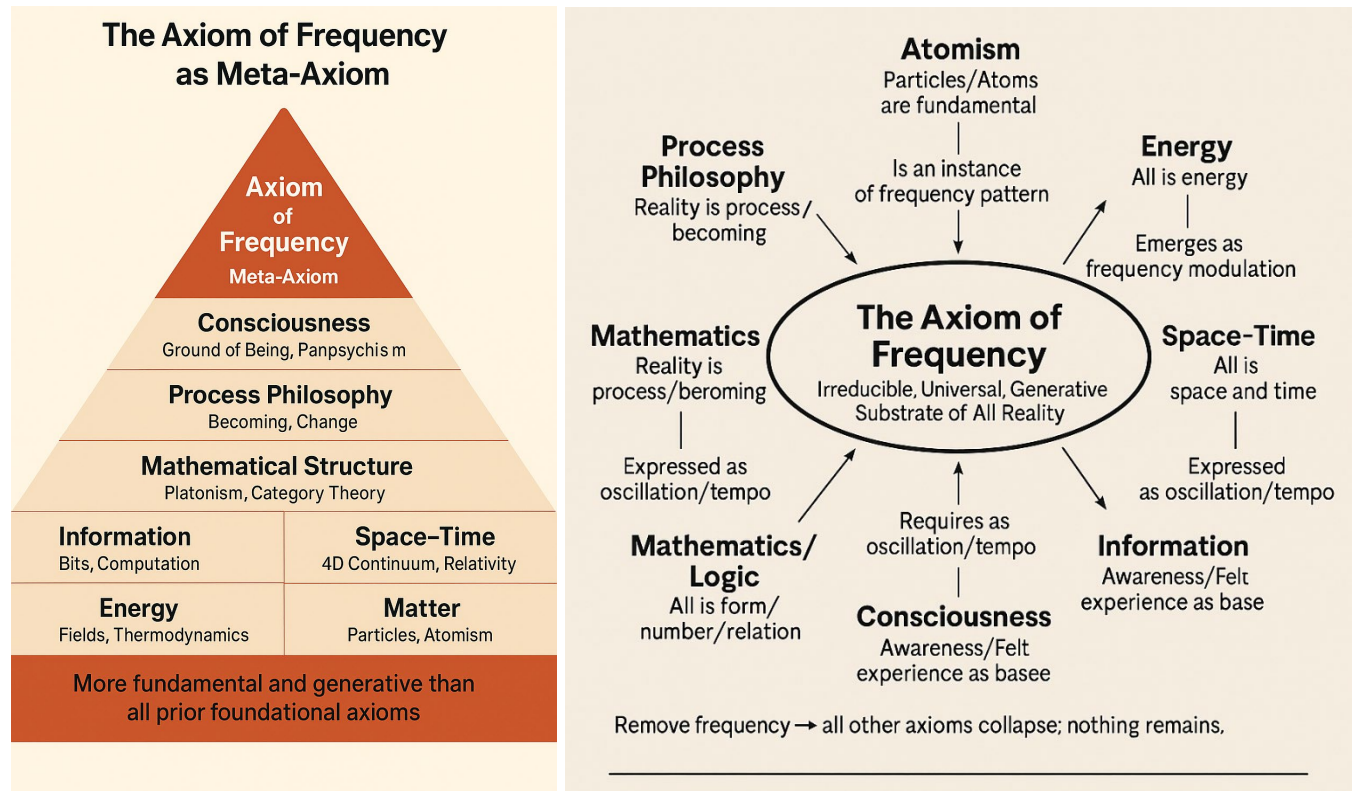 The Axiom of Frequency
as Meta-Axiom
Axiom
of
Frequency
Meta-Axiom
Consciousness
Ground of Being, Panpsychis m
Process Philosophy
Becoming, Change
Mathematical Structure
Platonism, Category Theory
Information
Bits, Computation
Space–Time
4D Continuum, Relativity
Energy
Fields, Thermodynamics
Matter
Particles, Atomism
More fundamental and generative than
all prior foundational axioms
Atomism
Particles/Atoms
are fundamental
Is an instance
of frequency pattern
Process
Philosophy
Reality is process/
becoming
Energy
All is energy
Emerges as
frequency modulation
Mathematics
Reality is
process/beroming
Expressed as
oscillation/tempo
The Axiom of
Frequency
Irreducible, Universal, Generative
Substrate of All Reality
Space-Time
All is
space and time
Expressed
as oscillation/tempo
Mathematics/
Logic
All is form/
number/relation
Requires as
oscillation/tempo
Consciousness
Awareness/Felt
experience as basee
Information
Awareness/Felt
experience as base
Remove frequency → all other axioms collapse; nothing remains.